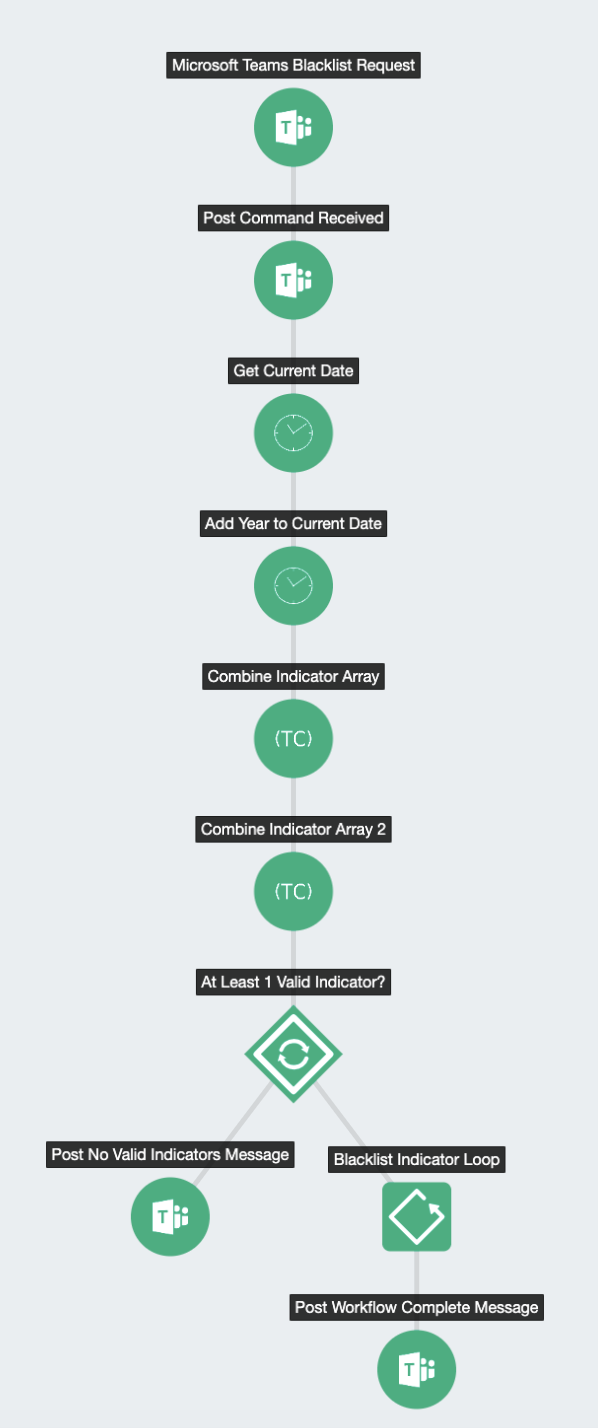 Microsoft Teams Blacklist Request
T
Post Command Received
T
Get Current Date
Add Year to Current Date
Combine Indicator Array
(TC)
Combine Indicator Array 2
(TC)
At Least 1 Valid Indicator?
Post No Valid Indicators Message
Blacklist Indicator Loop
T
Post Workflow Complete Message
T